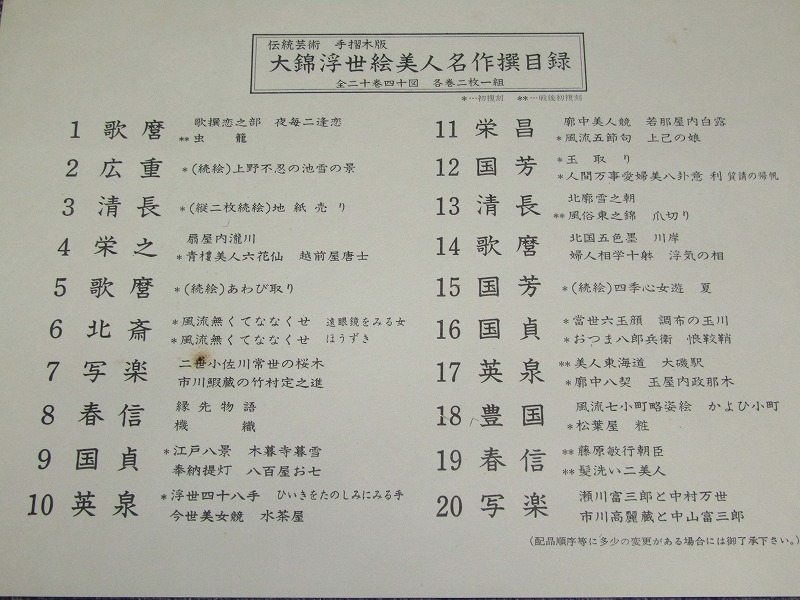 伝統芸術 手摺木版
大錦浮世絵美人名作撰目録
全二十巻四十図 各巻二枚一組
*…初復刻 **…戦後初復刻
1 歌麿 歌撰恋之部 夜毎二逢恋
**虫 籠
2 広重 *(続絵)上野不忍の池雪の景
3 清長 *(縦二枚続絵)地紙売り
4 栄之 扇屋内瀧川
*青樓美人六花仙 越前屋唐士
5 歌麿 *(続絵)あわび取り
6 北斎 *風流無くてななくせ 遠眼鏡をみる女
*風流無くてななくせ ほうずき
7 写楽 二世小佐川常世の桜木
市川鰕蔵の竹村定之進
8 春信 縁先物語
機 織
9 国貞 *江戸八景 木暮寺暮雪
奉納提灯 八百屋お七
10 英泉 *浮世四十八手 ひいきをたのしみにみる手
今世美女競 水茶屋
11 栄昌 廓中美人競 若那屋内白露
*風流五節句 上己の娘
12 国芳 *玉取り
*人間万事愛婦美八卦意 利 質請の帰帆
13 清長 北廓雪之朝
**風俗東之錦 爪切り
14 歌麿 北国五色墨 川岸
婦人相学十躰 浮気の相
15 国芳 *(続絵)四季心女遊 夏
16 国貞 *當世六玉顔 調布の玉川
*おつま八郎兵衛 恨鮫鞘
17 英泉 **美人東海道 大磯駅
*廓中八契 玉屋内政那木
18 豊国 風流七小町略姿絵 かよひ小町
*松葉屋 粧
19 春信 **藤原敏行朝臣
**髪洗い二美人
20 写楽 瀬川富三郎と中村万世
市川高麗蔵と中山富三郎
(配品順序等に多少の変更がある場合には御了承下さい。)